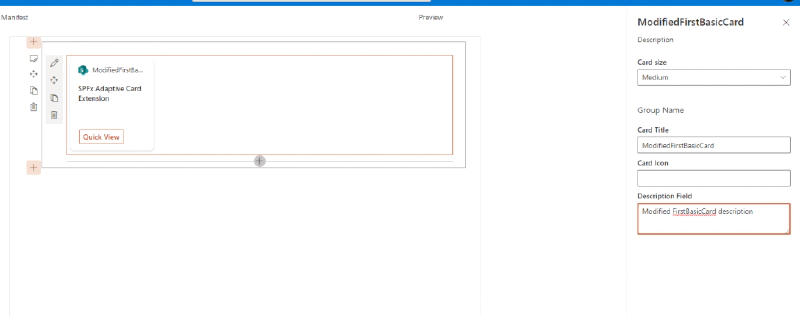 Manifest
Preview
ModifiedFirstBa...
SPFx Adaptive Card
Extension
Quick View
ModifiedFirstBasicCard
Description
Card size
Medium
Group Name
Card Title
ModifiedFirstBasicCard
Card Icon
Description Field
Modified FirstBasicCard description